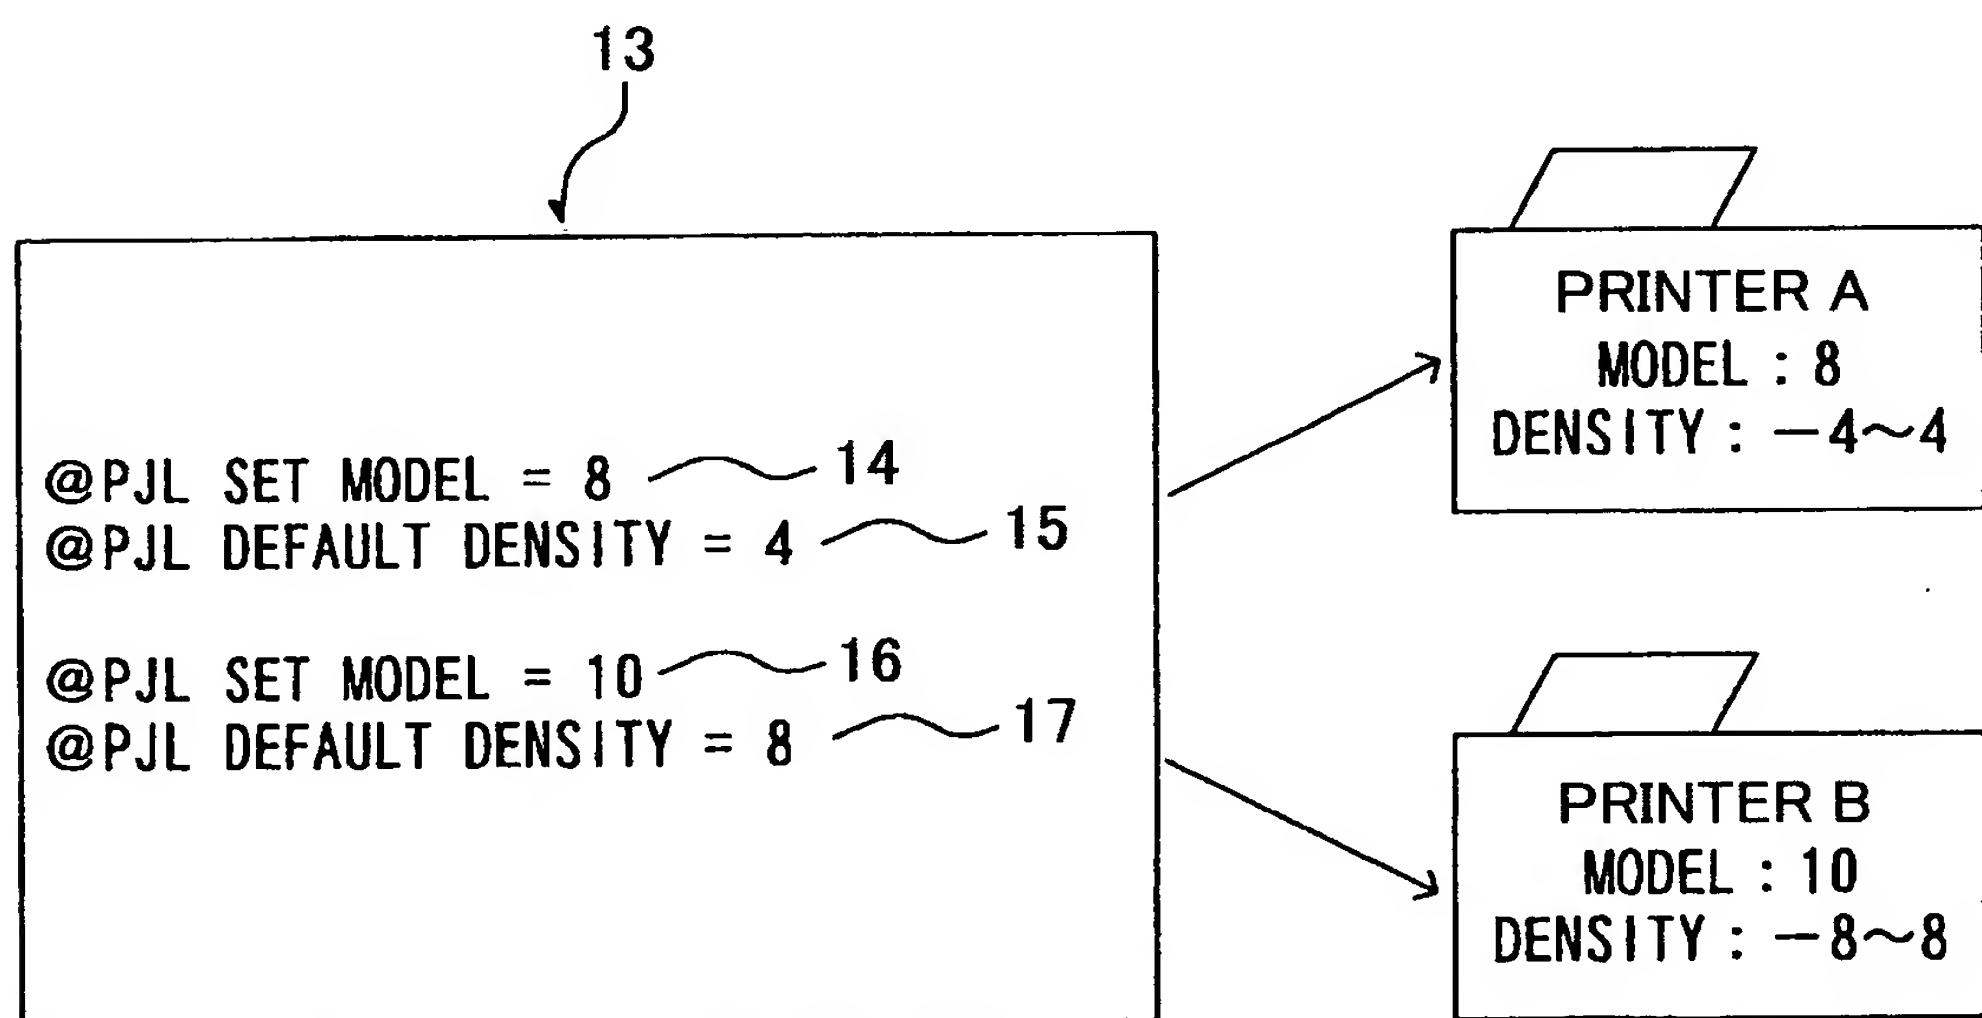 13
@PJL SET MODEL = 8 14
@PJL DEFAULT DENSITY = 4 15
@PJL SET MODEL = 10 16
@PJL DEFAULT DENSITY = 8 17
PRINTER A
MODEL : 8
DENSITY : −4〜4
PRINTER B
MODEL : 10
DENSITY : −8〜8